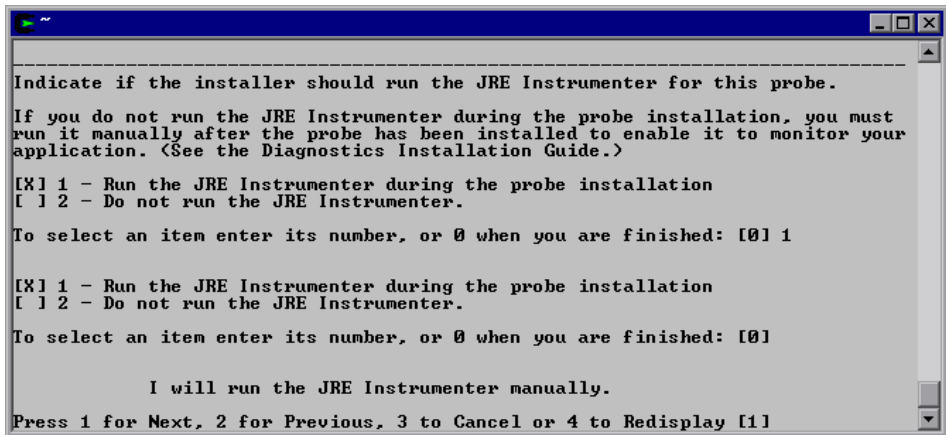 ~
Indicate if the installer should run the JRE Instrumenter for this probe.
If you do not run the JRE Instrumenter during the probe installation, you must
run it manually after the probe has been installed to enable it to monitor your
application. (See the Diagnostics Installation Guide.)
[X] 1 - Run the JRE Instrumenter during the probe installation
[ ] 2 - Do not run the JRE Instrumenter.
To select an item enter its number, or 0 when you are finished: [0] 1
[X] 1 - Run the JRE Instrumenter during the probe installation
[ ] 2 - Do not run the JRE Instrumenter.
To select an item enter its number, or 0 when you are finished: [0]
I will run the JRE Instrumenter manually.
Press 1 for Next, 2 for Previous, 3 to Cancel or 4 to Redisplay [1]